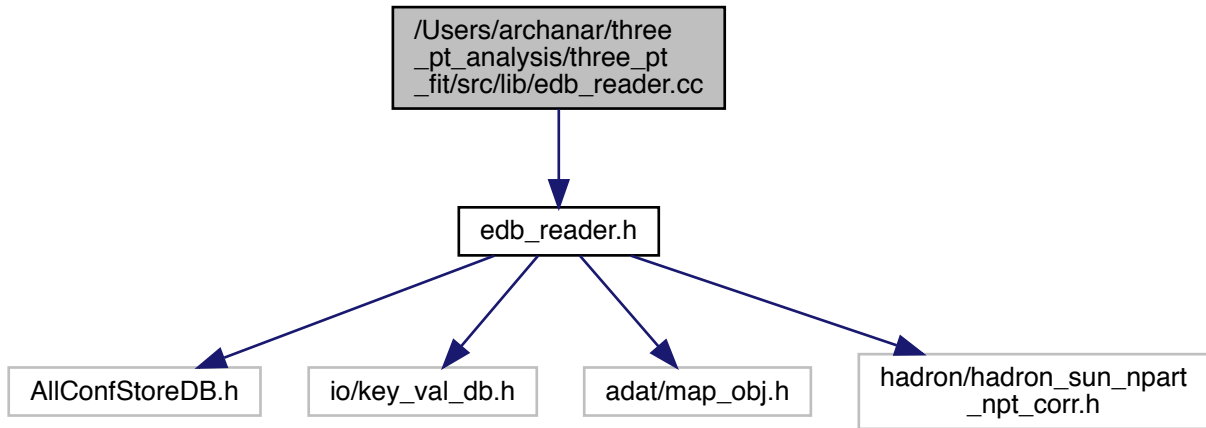 /Users/archanar/three
_pt_analysis/three_pt
_fit/src/lib/edb_reader.cc
edb_reader.h
AllConfStoreDB.h
io/key_val_db.h
adat/map_obj.h
hadron/hadron_sun_npart
_npt_corr.h